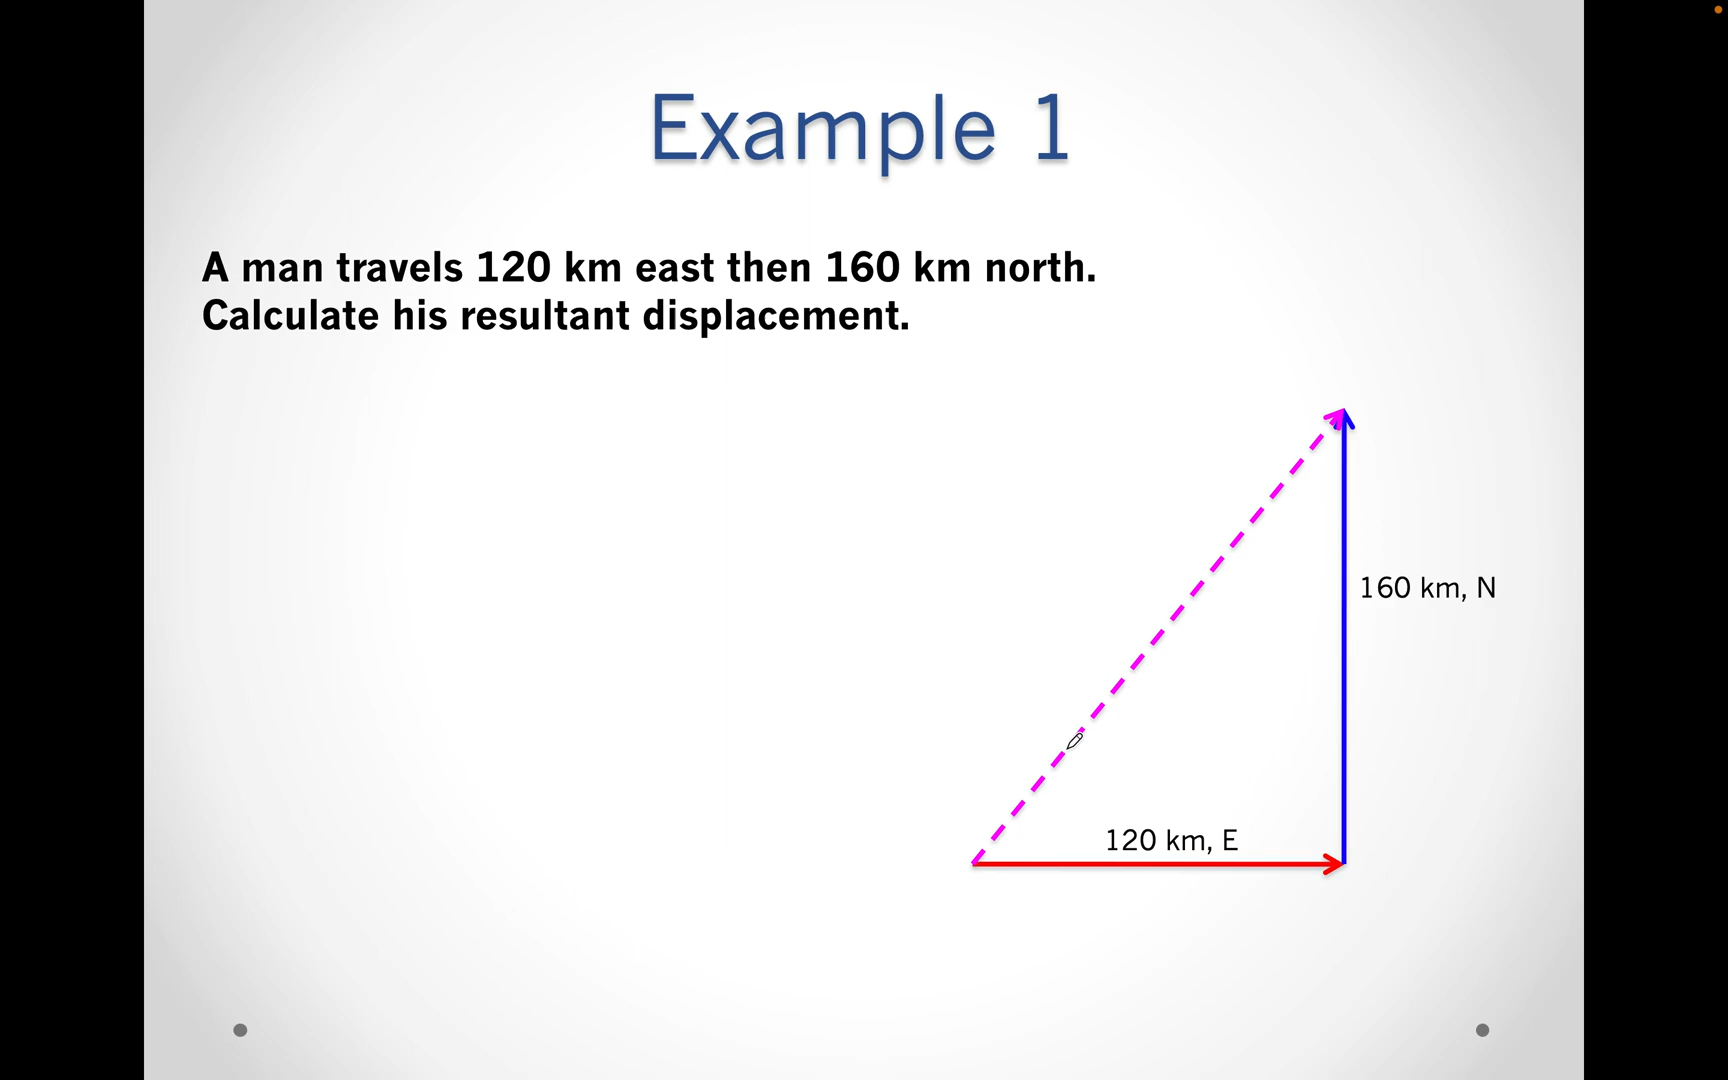 Example 1
A man travels 120 km east then 160 km north.
Calculate his resultant displacement.
160 km, N
120 km, E